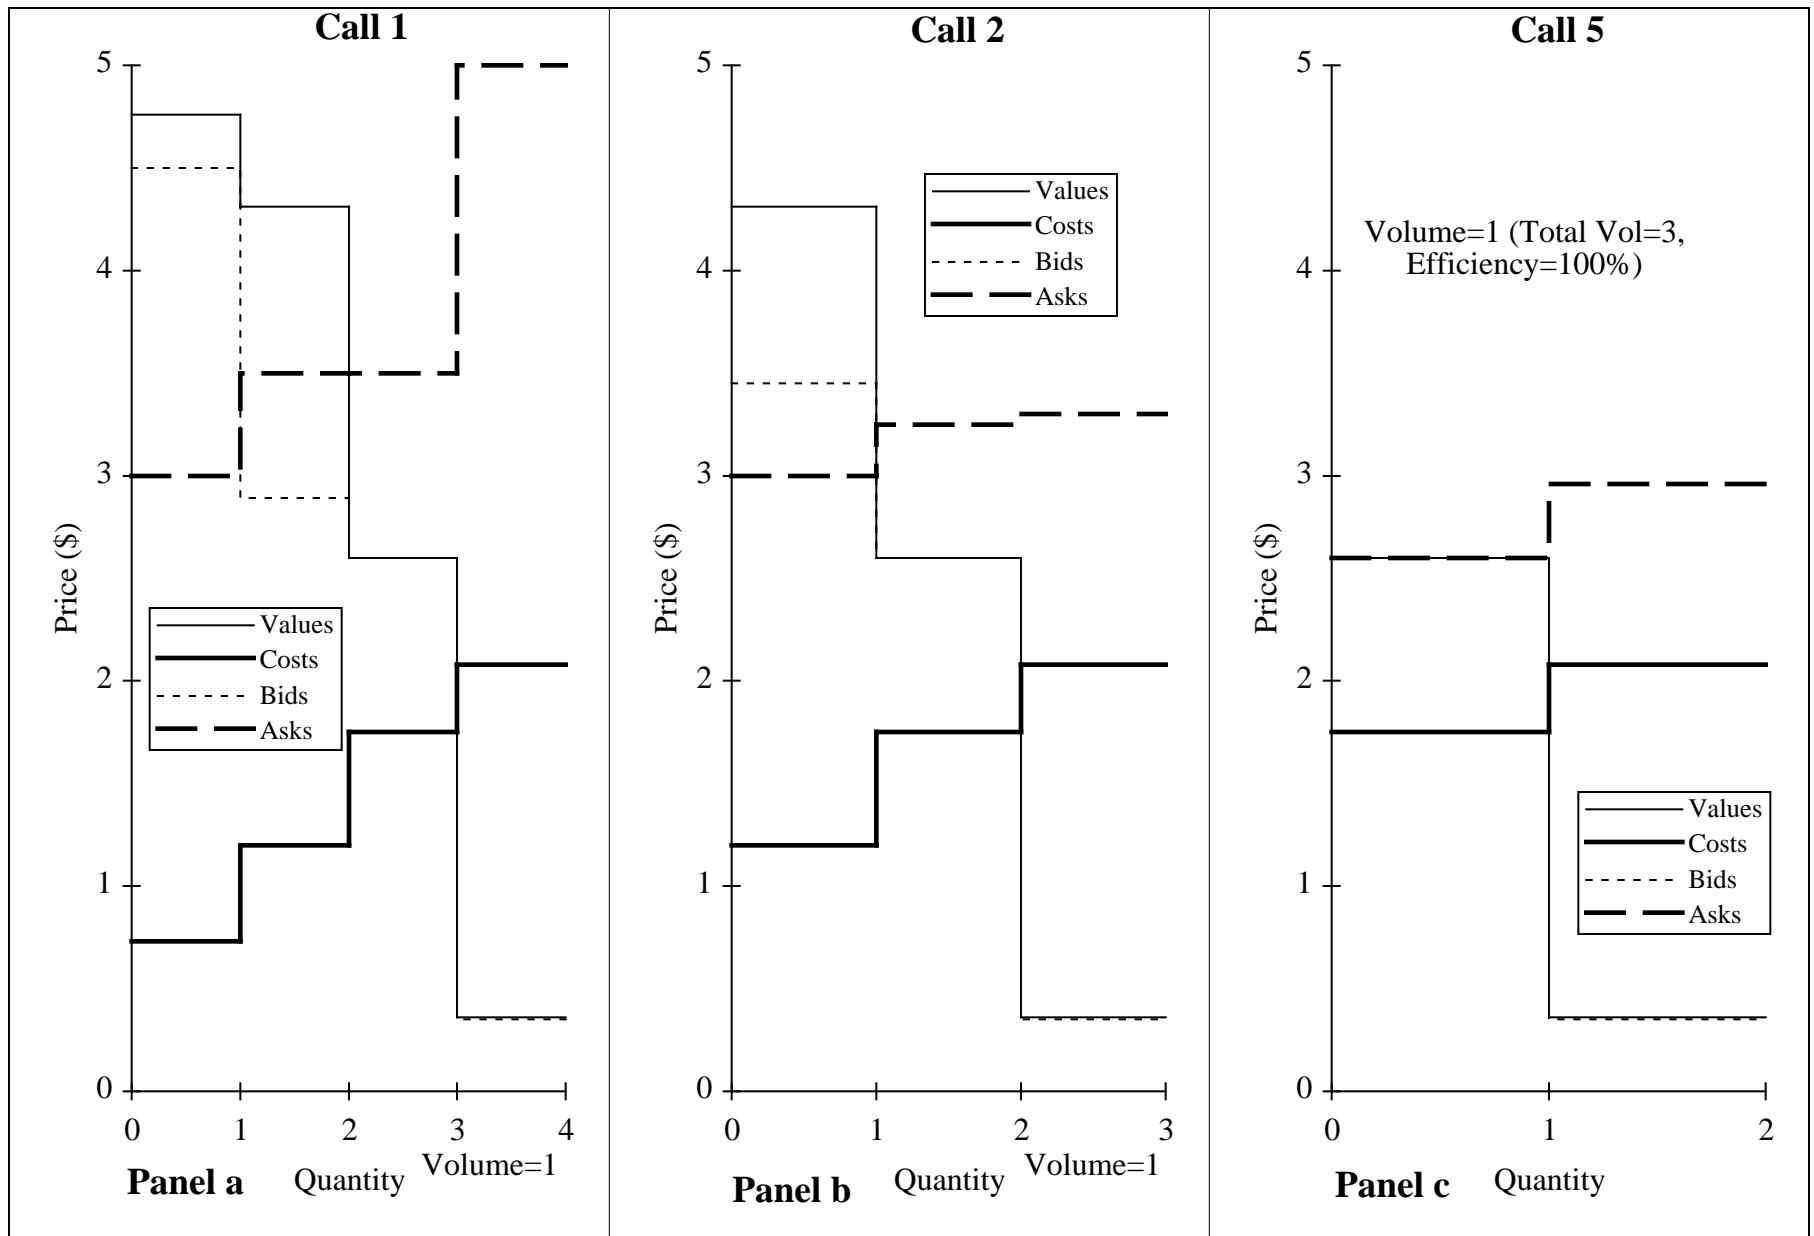 Call 1
5
4
3
2
1
0
Price ($)
Values
Costs
Bids
Asks
0 1 2 3 4
Panel a Quantity Volume=1
Call 2
5
4
3
2
1
0
Price ($)
Values
Costs
Bids
Asks
0 1 2 3
Panel b Quantity Volume=1
Call 5
5
4
3
2
1
0
Price ($)
Volume=1 (Total Vol=3,
Efficiency=100%)
Values
Costs
Bids
Asks
0 1 2
Panel c Quantity